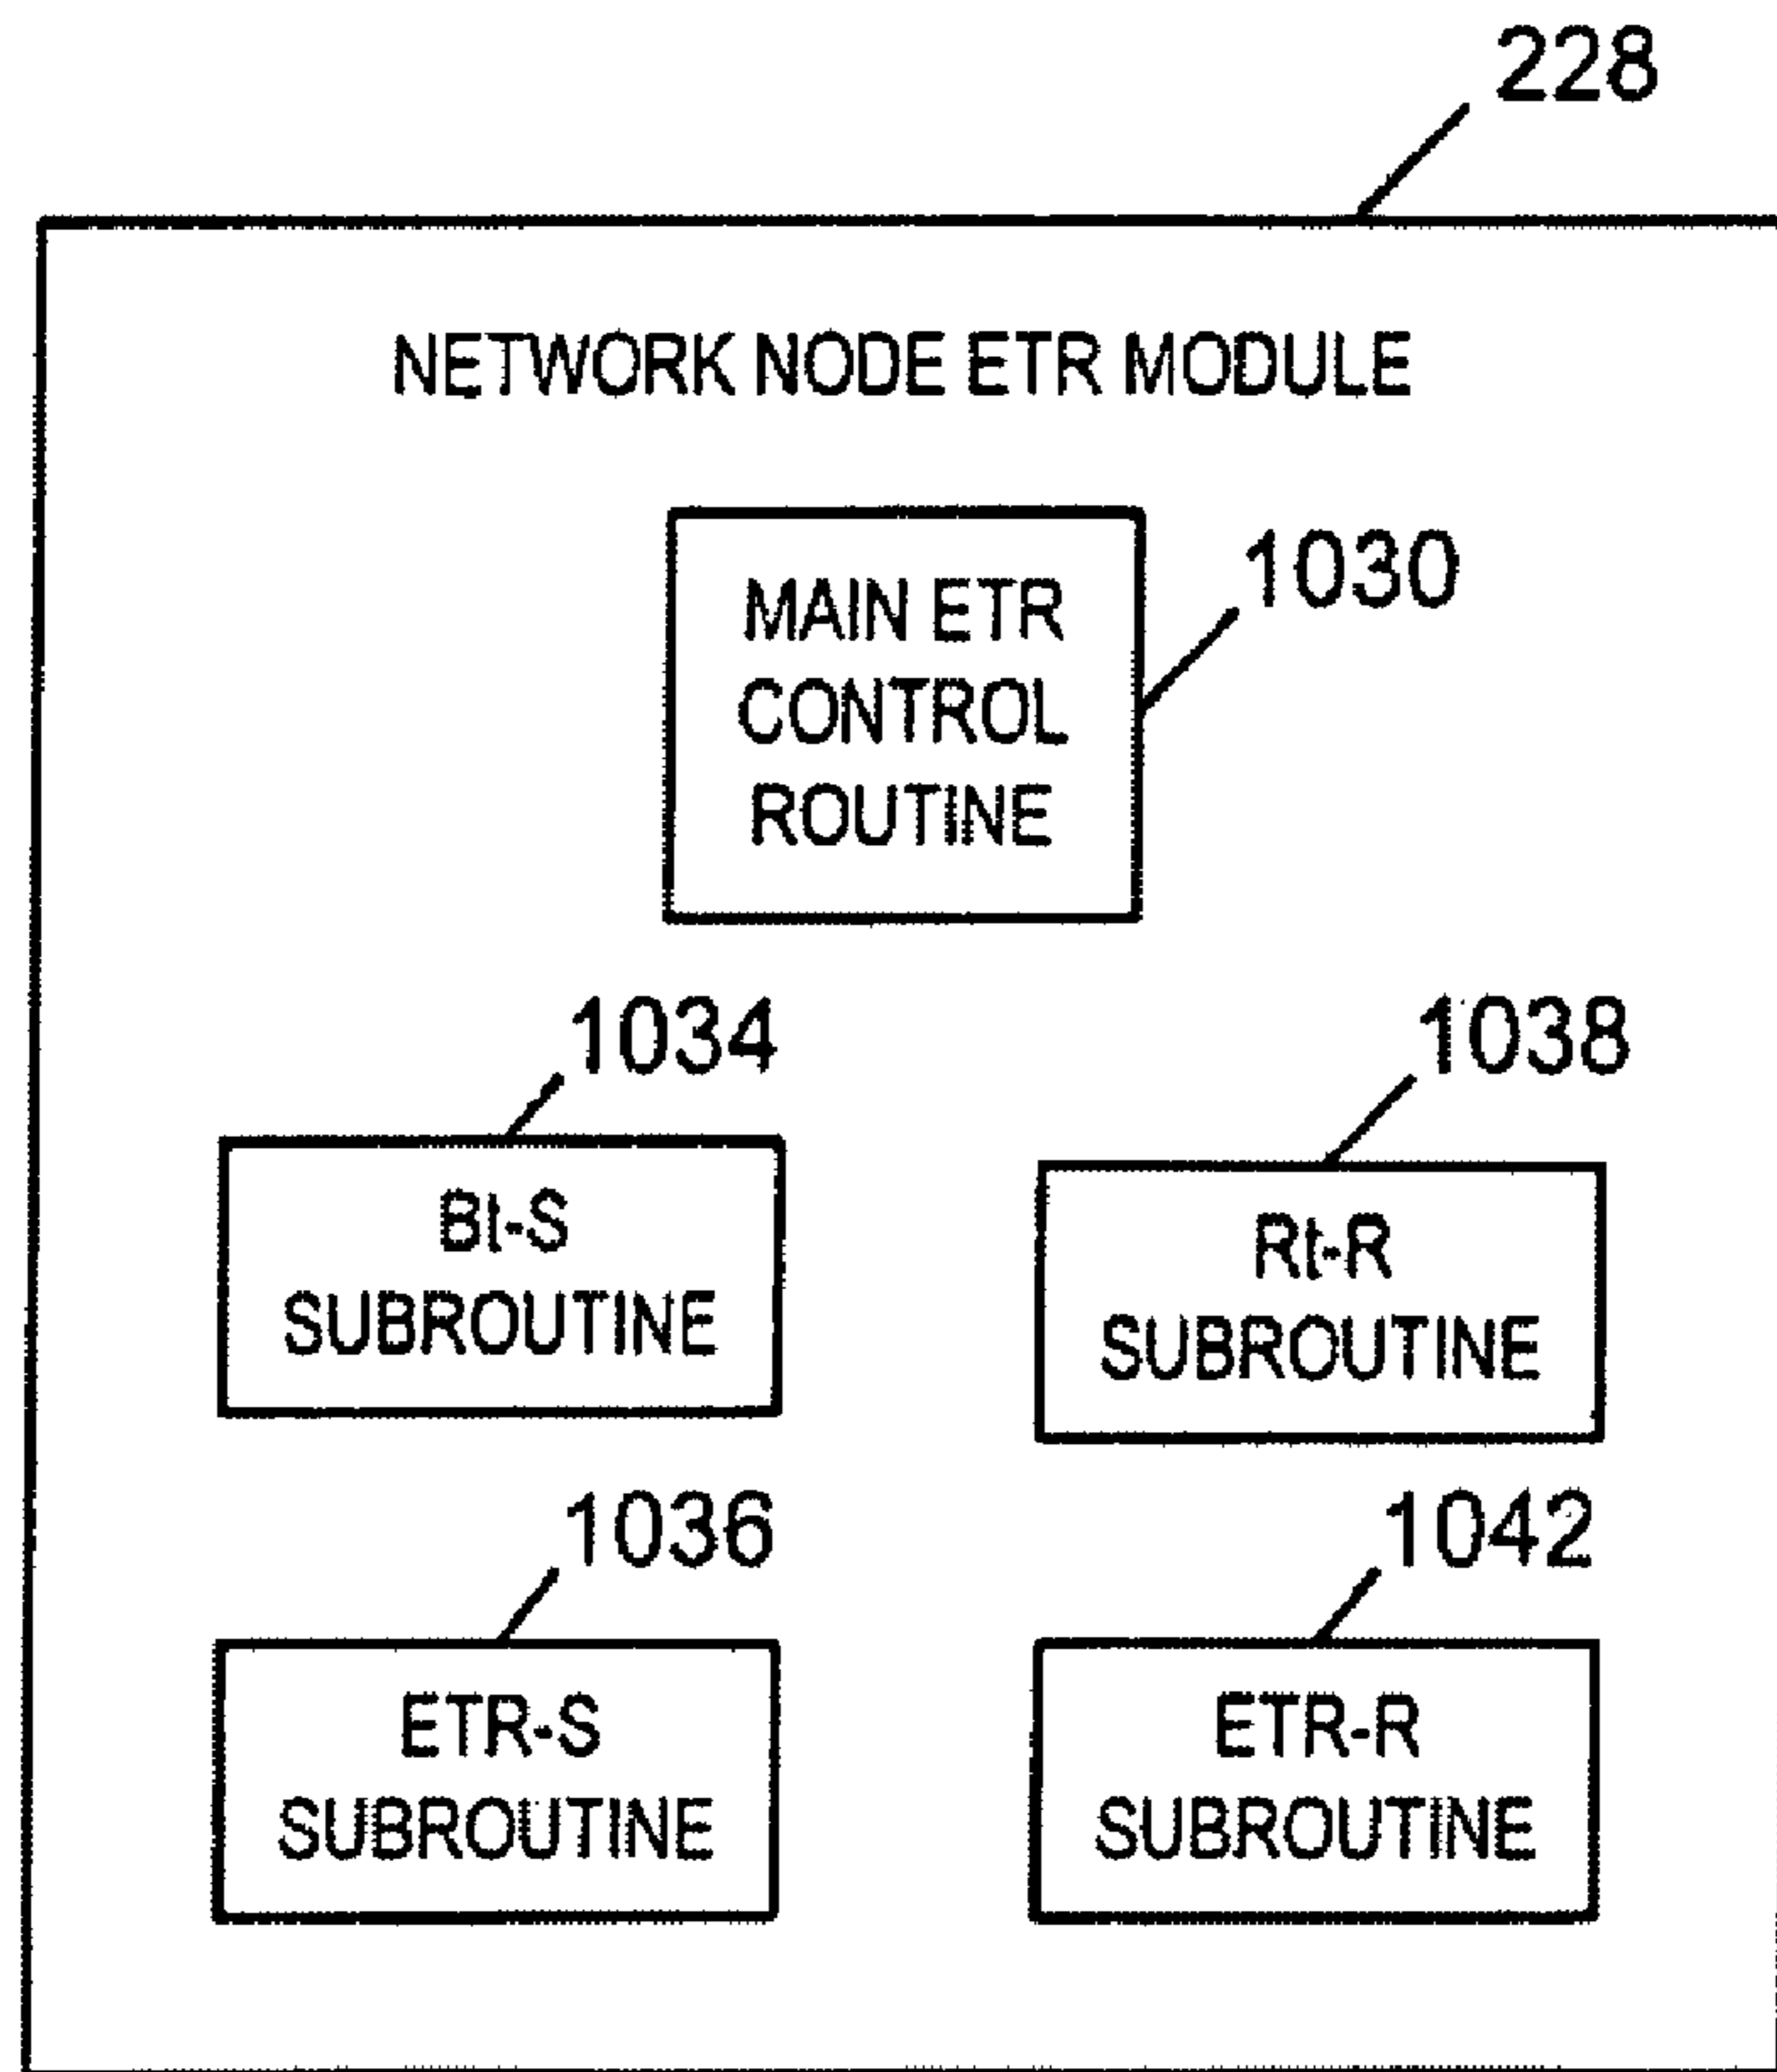 228
NETWORK NODE ETR MODULE
MAIN ETR
CONTROL
ROUTINE
1030
1034
Bt-S
SUBROUTINE
1038
Rt-R
SUBROUTINE
1036
ETR-S
SUBROUTINE
1042
ETR-R
SUBROUTINE